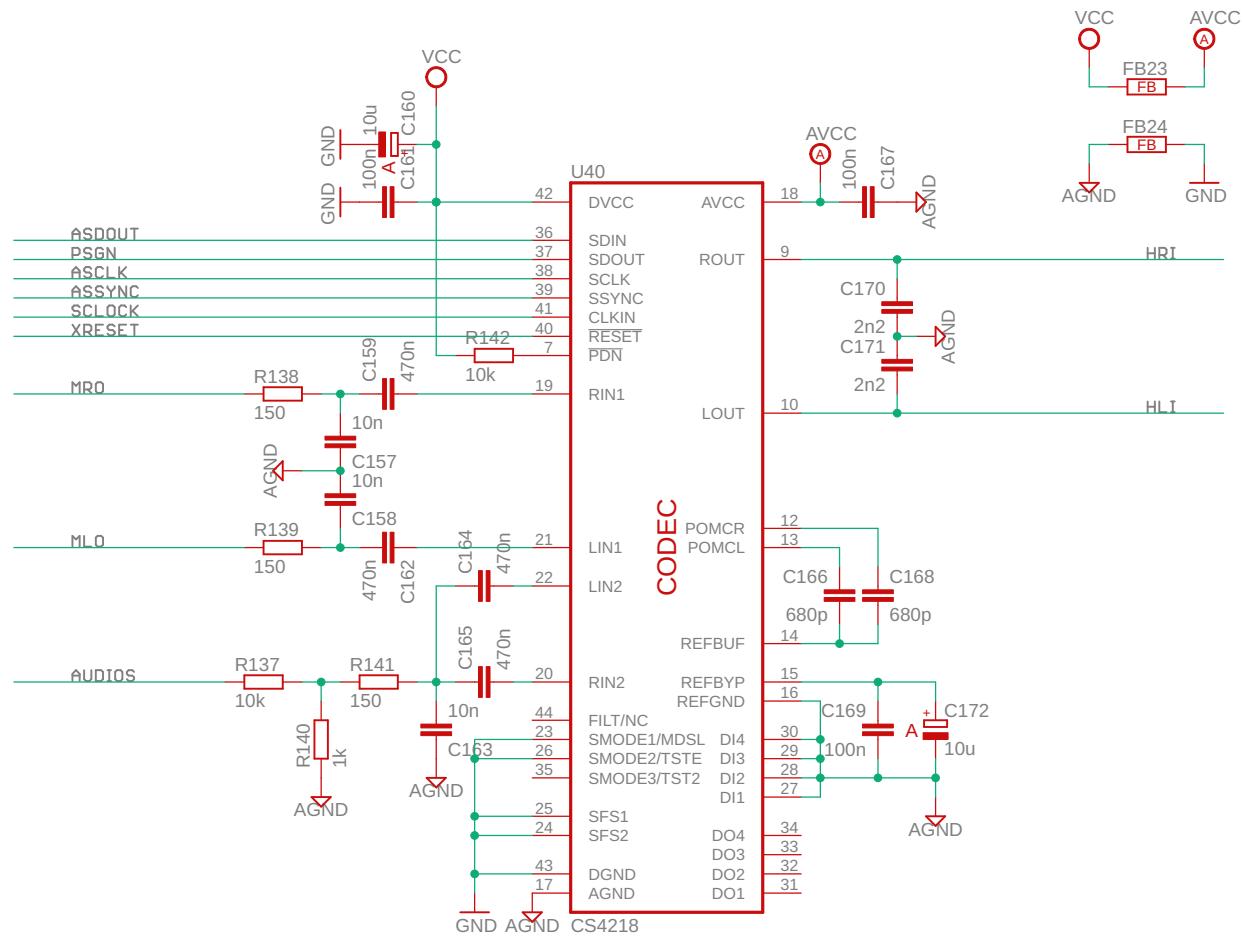 VCC
AVCC
A
FB23
FB
FB24
FB
AGND
GND
VCC
GND
10u
C160
A
+
GND
100n
C161
AVCC
A
100n
C167
AGND
U40
42
DVCC
AVCC
18
ASDOUT
36
SDIN
PSGN
37
SDOUT
ROUT
9
HRI
ASCLK
38
SCLK
ASSYNC
39
SSYNC
SCLOCK
41
CLKIN
XRESET
40
RESET
R142
10k
7
PDN
C170
2n2
AGND
C171
2n2
MRO
R138
150
C159
470n
19
RIN1
LOUT
10
HLI
10n
C157
AGND
10n
C158
MLO
R139
150
470n
C162
21
LIN1
C164
470n
22
LIN2
CODEC
POMCR
12
POMCL
13
C166
680p
C168
680p
REFBUF
14
AUDIOS
R137
10k
R141
150
C165
470n
20
RIN2
REFBYP
15
REFGND
16
R140
1k
AGND
10n
C163
AGND
44
FILT/NC
23
SMODE1/MDSL
26
SMODE2/TSTE
35
SMODE3/TST2
DI4
30
DI3
29
DI2
28
DI1
27
C169
100n
+
A
C172
10u
AGND
25
SFS1
24
SFS2
DO4
34
DO3
33
DO2
32
DO1
31
43
DGND
17
AGND
GND
AGND
CS4218